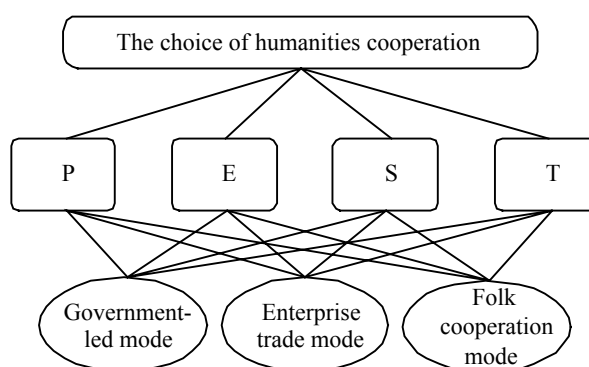 The choice of humanities cooperation
P E S T
Government-
led mode
Enterprise
trade mode
Folk
cooperation
mode